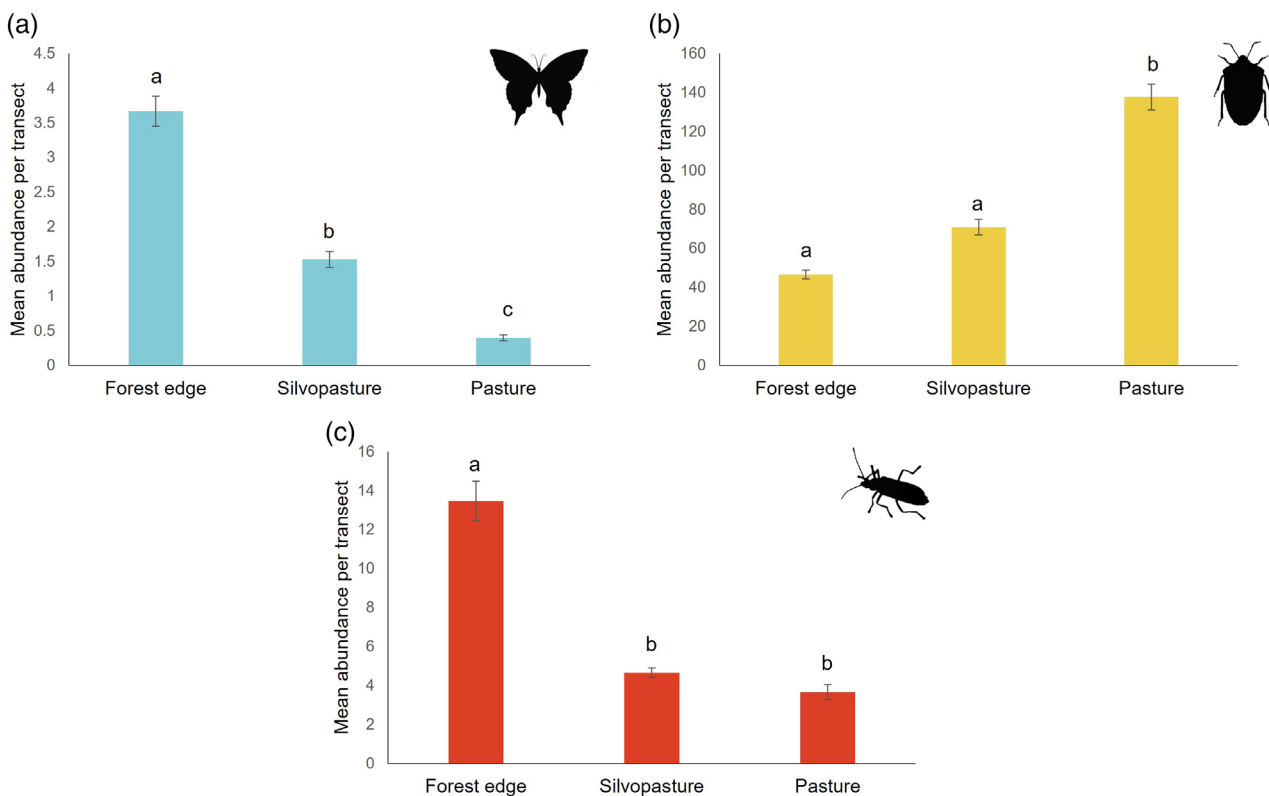 (a)
Mean abundance per transect
4.5
4
3.5
3
2.5
2
1.5
1
0.5
0
a
b
c
Forest edge Silvopasture Pasture
(b)
Mean abundance per transect
160
140
120
100
80
60
40
20
0
a
a
b
Forest edge Silvopasture Pasture
(c)
Mean abundance per transect
16
14
12
10
8
6
4
2
0
a
b
b
Forest edge Silvopasture Pasture